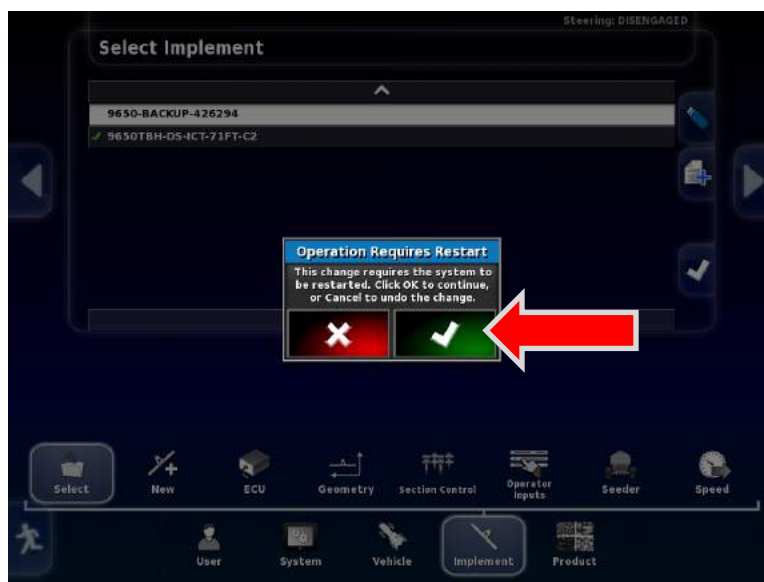 Steering: DISENGAGED
Select Implement
9650-BACKUP-426294
9650TBH-DS-ICT-71FT-C2
Operation Requires Restart
This change requires the system to
be restarted. Click OK to continue,
or Cancel to undo the change.
Select
New
ECU
Geometry
Section Control
Operator
Inputs
Seeder
Speed
User
System
Vehicle
Implement
Product